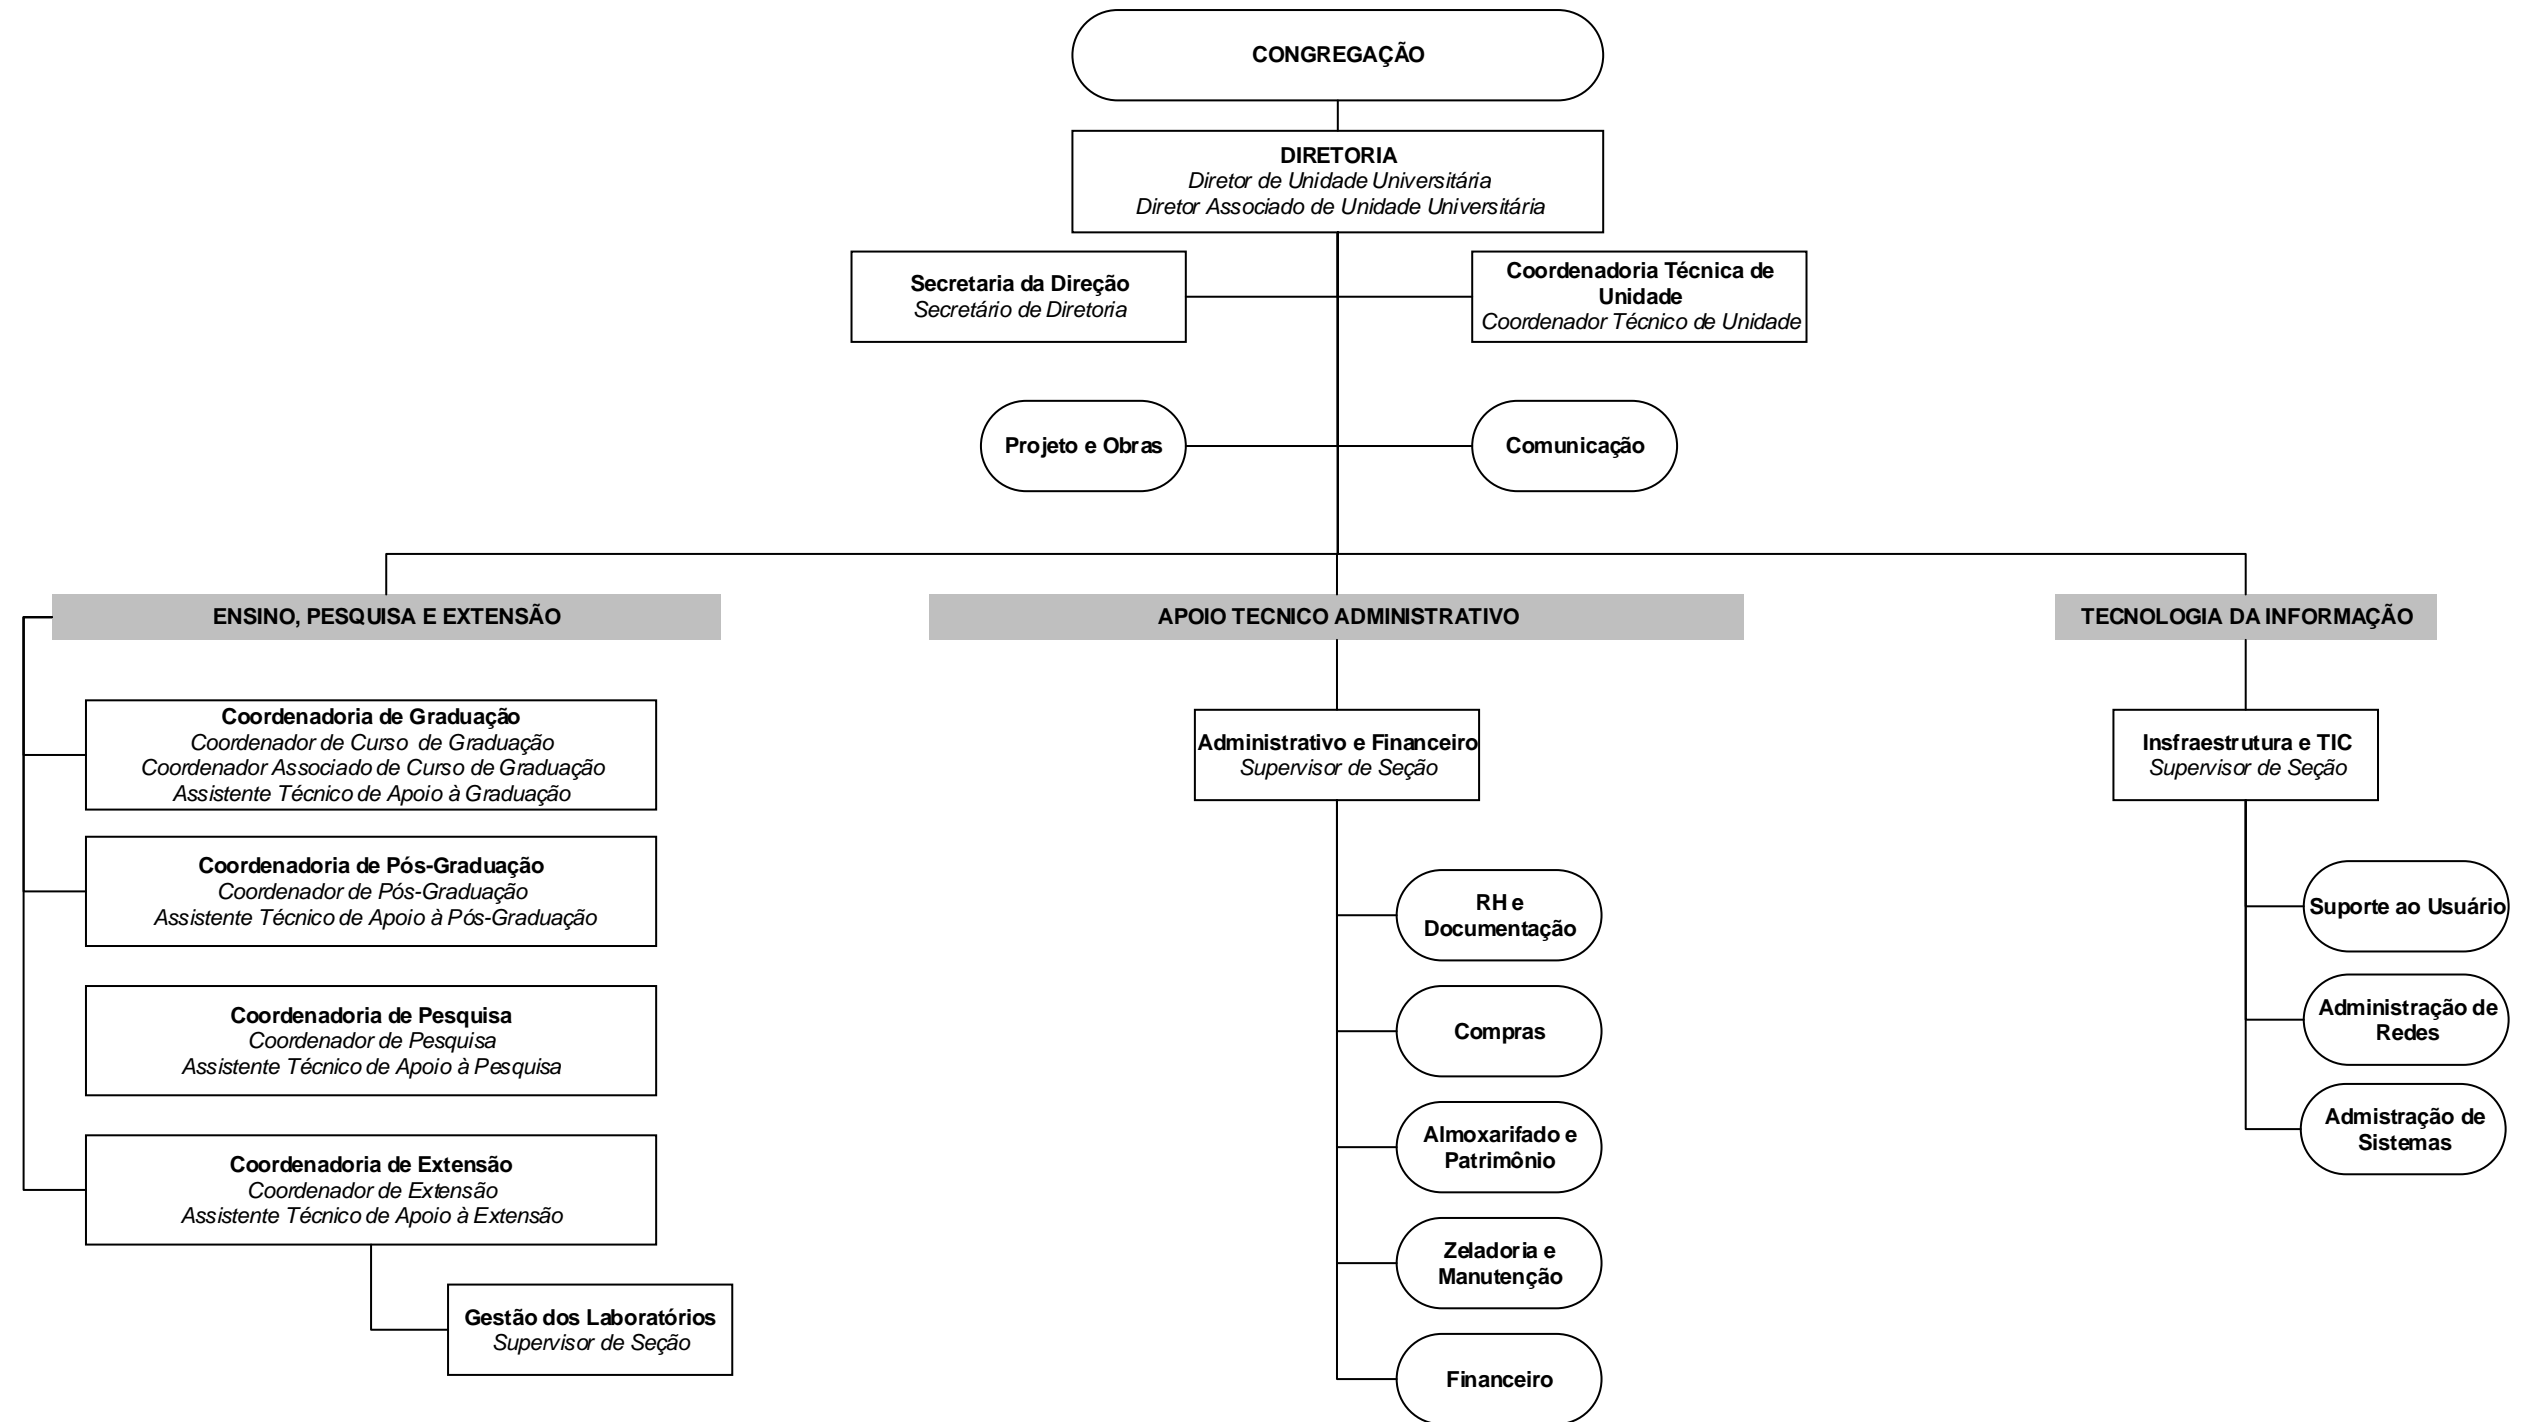 CONGREGAÇÃO
DIRETORIA
Diretor de Unidade Universitária
Diretor Associado de Unidade Universitária
Secretaria da Direção
Secretário de Diretoria
Coordenadoria Técnica de
Unidade
Coordenador Técnico de Unidade
Projeto e Obras
Comunicação
ENSINO, PESQUISA E EXTENSÃO
Coordenadoria de Graduação
Coordenador de Curso de Graduação
Coordenador Associado de Curso de Graduação
Assistente Técnico de Apoio à Graduação
Coordenadoria de Pós-Graduação
Coordenador de Pós-Graduação
Assistente Técnico de Apoio à Pós-Graduação
Coordenadoria de Pesquisa
Coordenador de Pesquisa
Assistente Técnico de Apoio à Pesquisa
Coordenadoria de Extensão
Coordenador de Extensão
Assistente Técnico de Apoio à Extensão
Gestão dos Laboratórios
Supervisor de Seção
APOIO TECNICO ADMINISTRATIVO
Administrativo e Financeiro
Supervisor de Seção
RH e
Documentação
Compras
Almoxarifado e
Patrimônio
Zeladoria e
Manutenção
Financeiro
TECNOLOGIA DA INFORMAÇÃO
Insfraestrutura e TIC
Supervisor de Seção
Suporte ao Usuário
Administração de
Redes
Admistração de
Sistemas